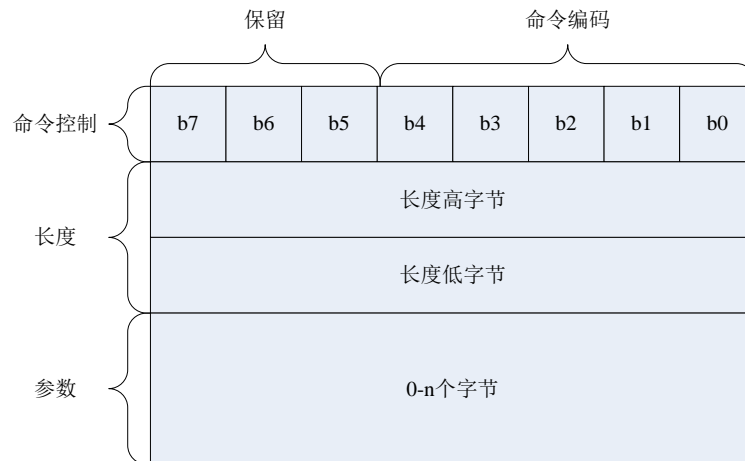 保留 命令编码
命令控制 b7 b6 b5 b4 b3 b2 b1 b0
长度高字节
长度
长度低字节
参数 0-n个字节